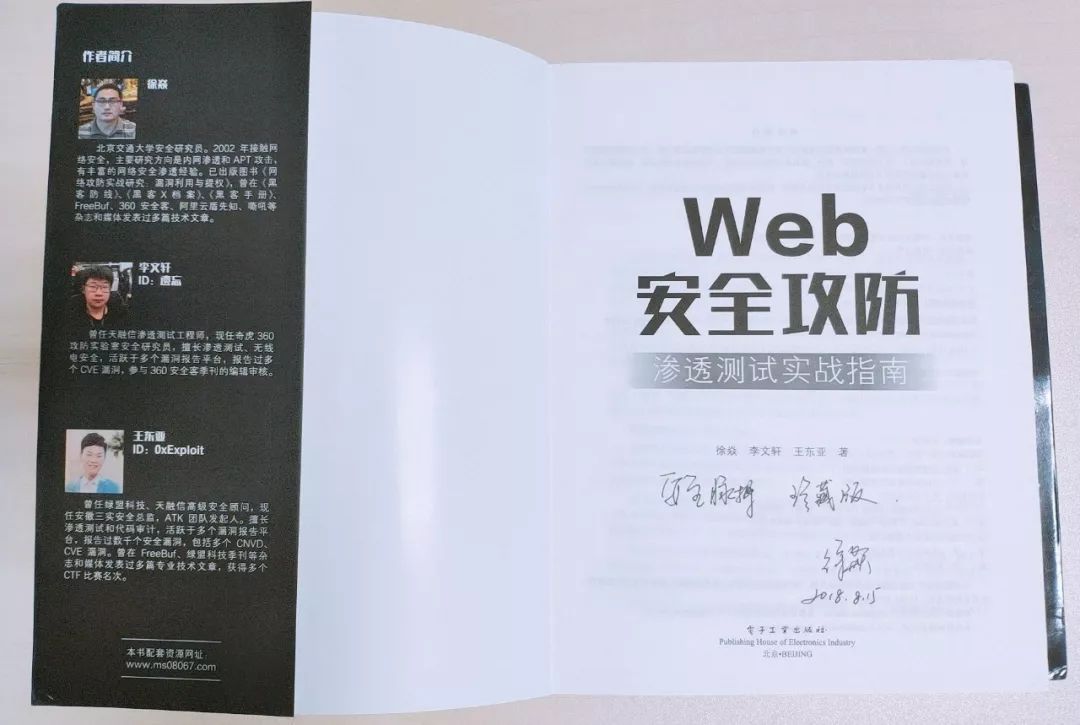 作者简介
徐焱
北京交通大学安全研究员。2002 年接触网
络安全，主要研究方向是内网渗透和 APT 攻击，
有丰富的网络安全渗透经验。已出版图书《网
络攻防实战研究：漏洞利用与提权》，曾在《黑
客防线》、《黑客 X 档案》、《黑客手册》、
FreeBuf、360 安全客、阿里云盾先知、嘶吼等
杂志和媒体发表过多篇技术文章。
李文轩
ID：遗忘
曾任天融信渗透测试工程师，现任奇虎 360
攻防实验室安全研究员，擅长渗透测试、无线
电安全，活跃于多个漏洞报告平台，报告过多
个 CVE 漏洞，参与 360 安全客季刊的编辑审核。
王东亚
ID：0xExploit
曾任绿盟科技、天融信高级安全顾问，现
任安徽三实安全总监，ATK 团队发起人。擅长
渗透测试和代码审计，活跃于多个漏洞报告平
台，报告过数千个安全漏洞，包括多个 CNVD、
CVE 漏洞。曾在 FreeBuf、绿盟科技季刊等杂
志和媒体发表过多篇专业技术文章，获得多个
CTF 比赛名次。
本书配套资源网址：
www.ms08067.com
Web
安全攻防
渗透测试实战指南
徐焱 李文轩 王东亚 著
安全脉搏 珍藏版
徐焱
2018.8.15
电子工业出版社
Publishing House of Electronics Industry
北京•BEIJING